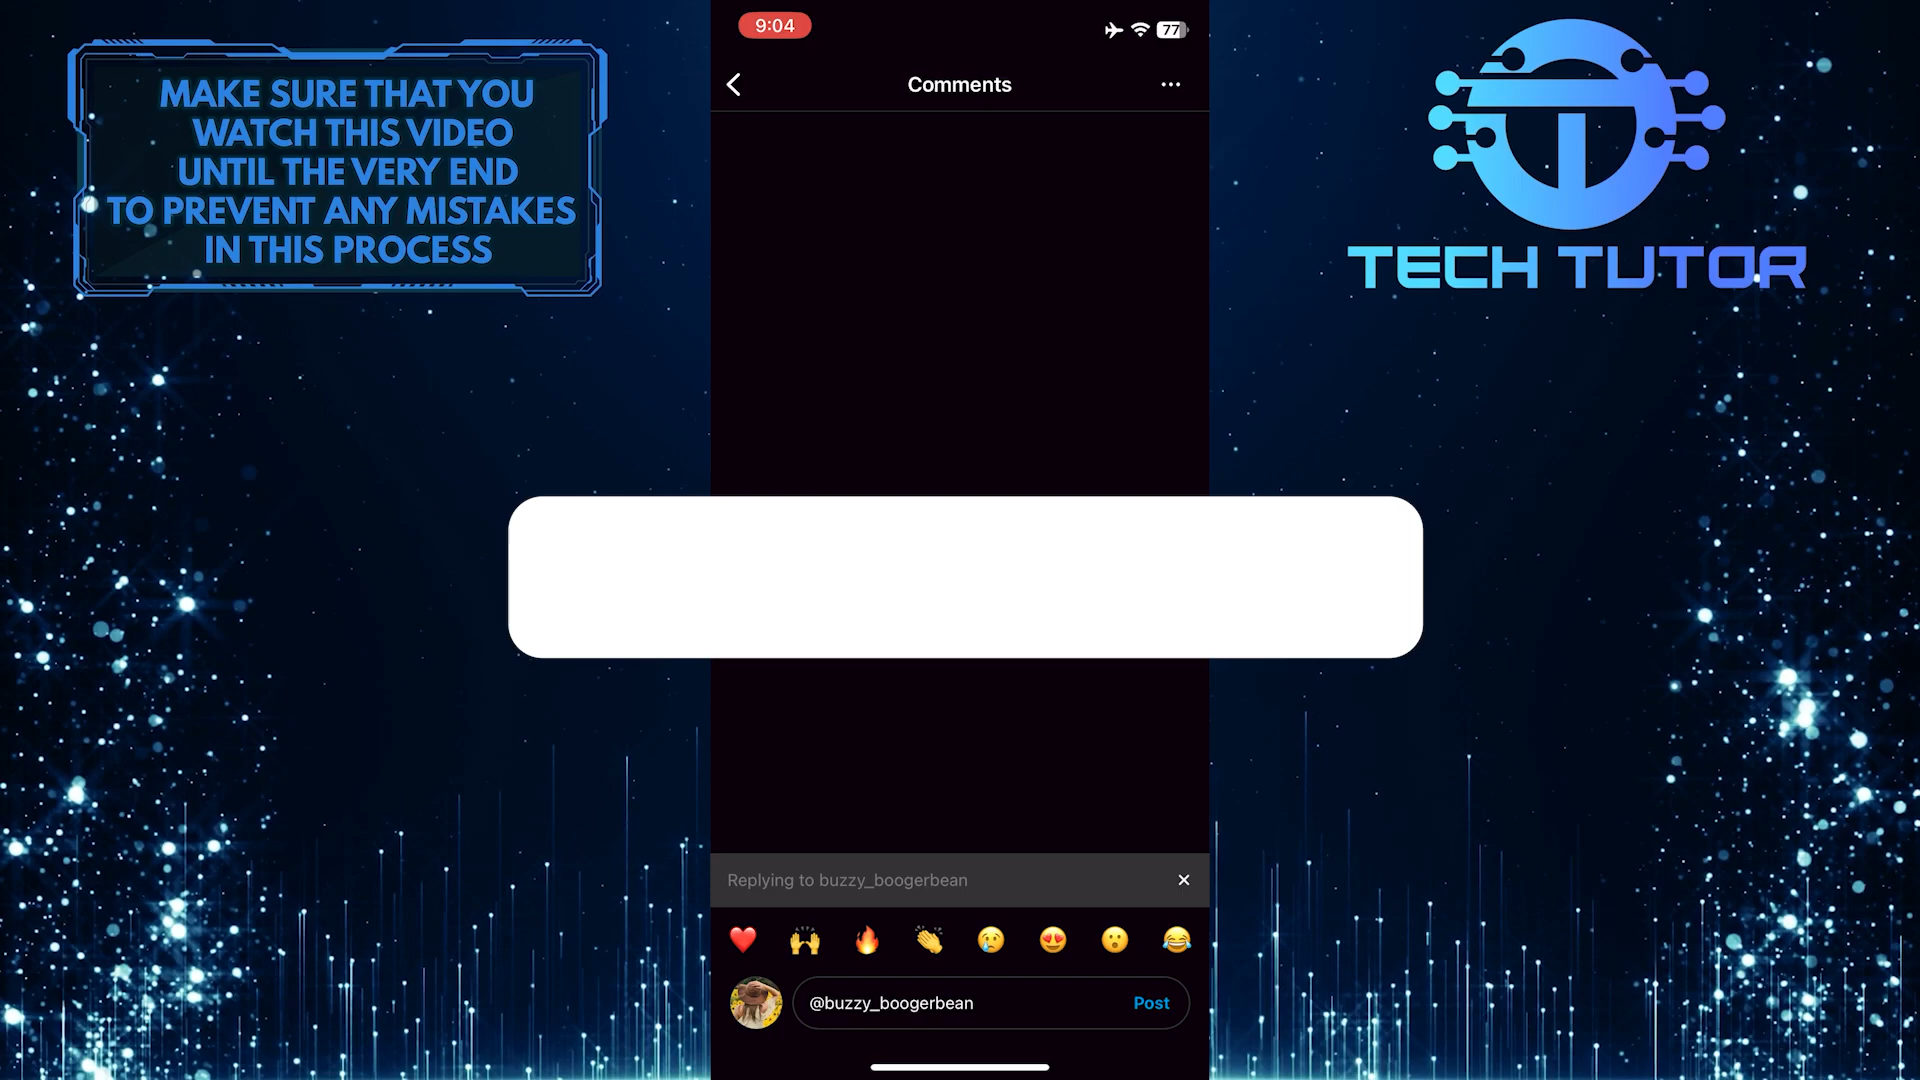 MAKE SURE THAT YOU
WATCH THIS VIDEO
UNTIL THE VERY END
TO PREVENT ANY MISTAKES
IN THIS PROCESS
9:04
77
Comments
TECH TUTOR
Replying to buzzy_boogerbean
@buzzy_boogerbean
Post